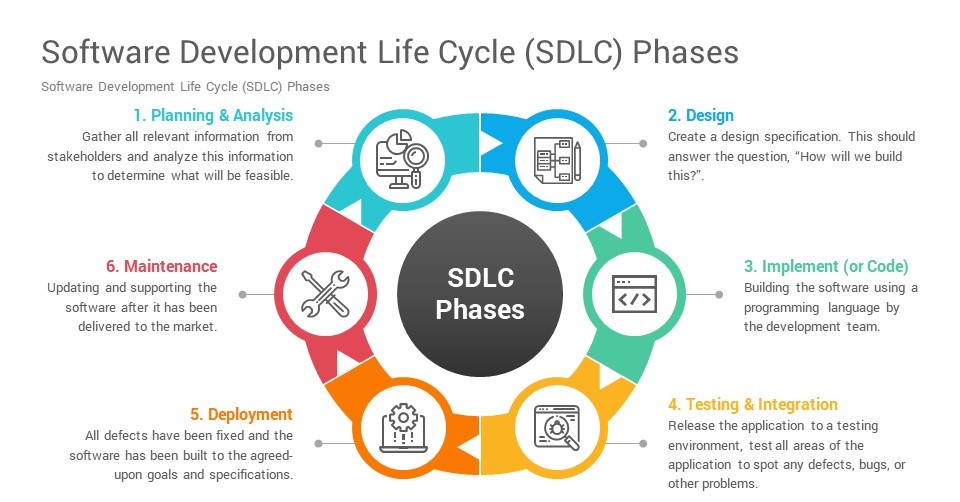 Software Development Life Cycle (SDLC) Phases
Software Development Life Cycle (SDLC) Phases
1. Planning & Analysis
Gather all relevant information from
stakeholders and analyze this information
to determine what will be feasible.
2. Design
Create a design specification. This should
answer the question, “How will we build
this?”.
3. Implement (or Code)
Building the software using a
programming language by
the development team.
4. Testing & Integration
Release the application to a testing
environment, test all areas of the
application to spot any defects, bugs, or
other problems.
5. Deployment
All defects have been fixed and the
software has been built to the agreed-
upon goals and specifications.
6. Maintenance
Updating and supporting the
software after it has been
delivered to the market.
SDLC
Phases